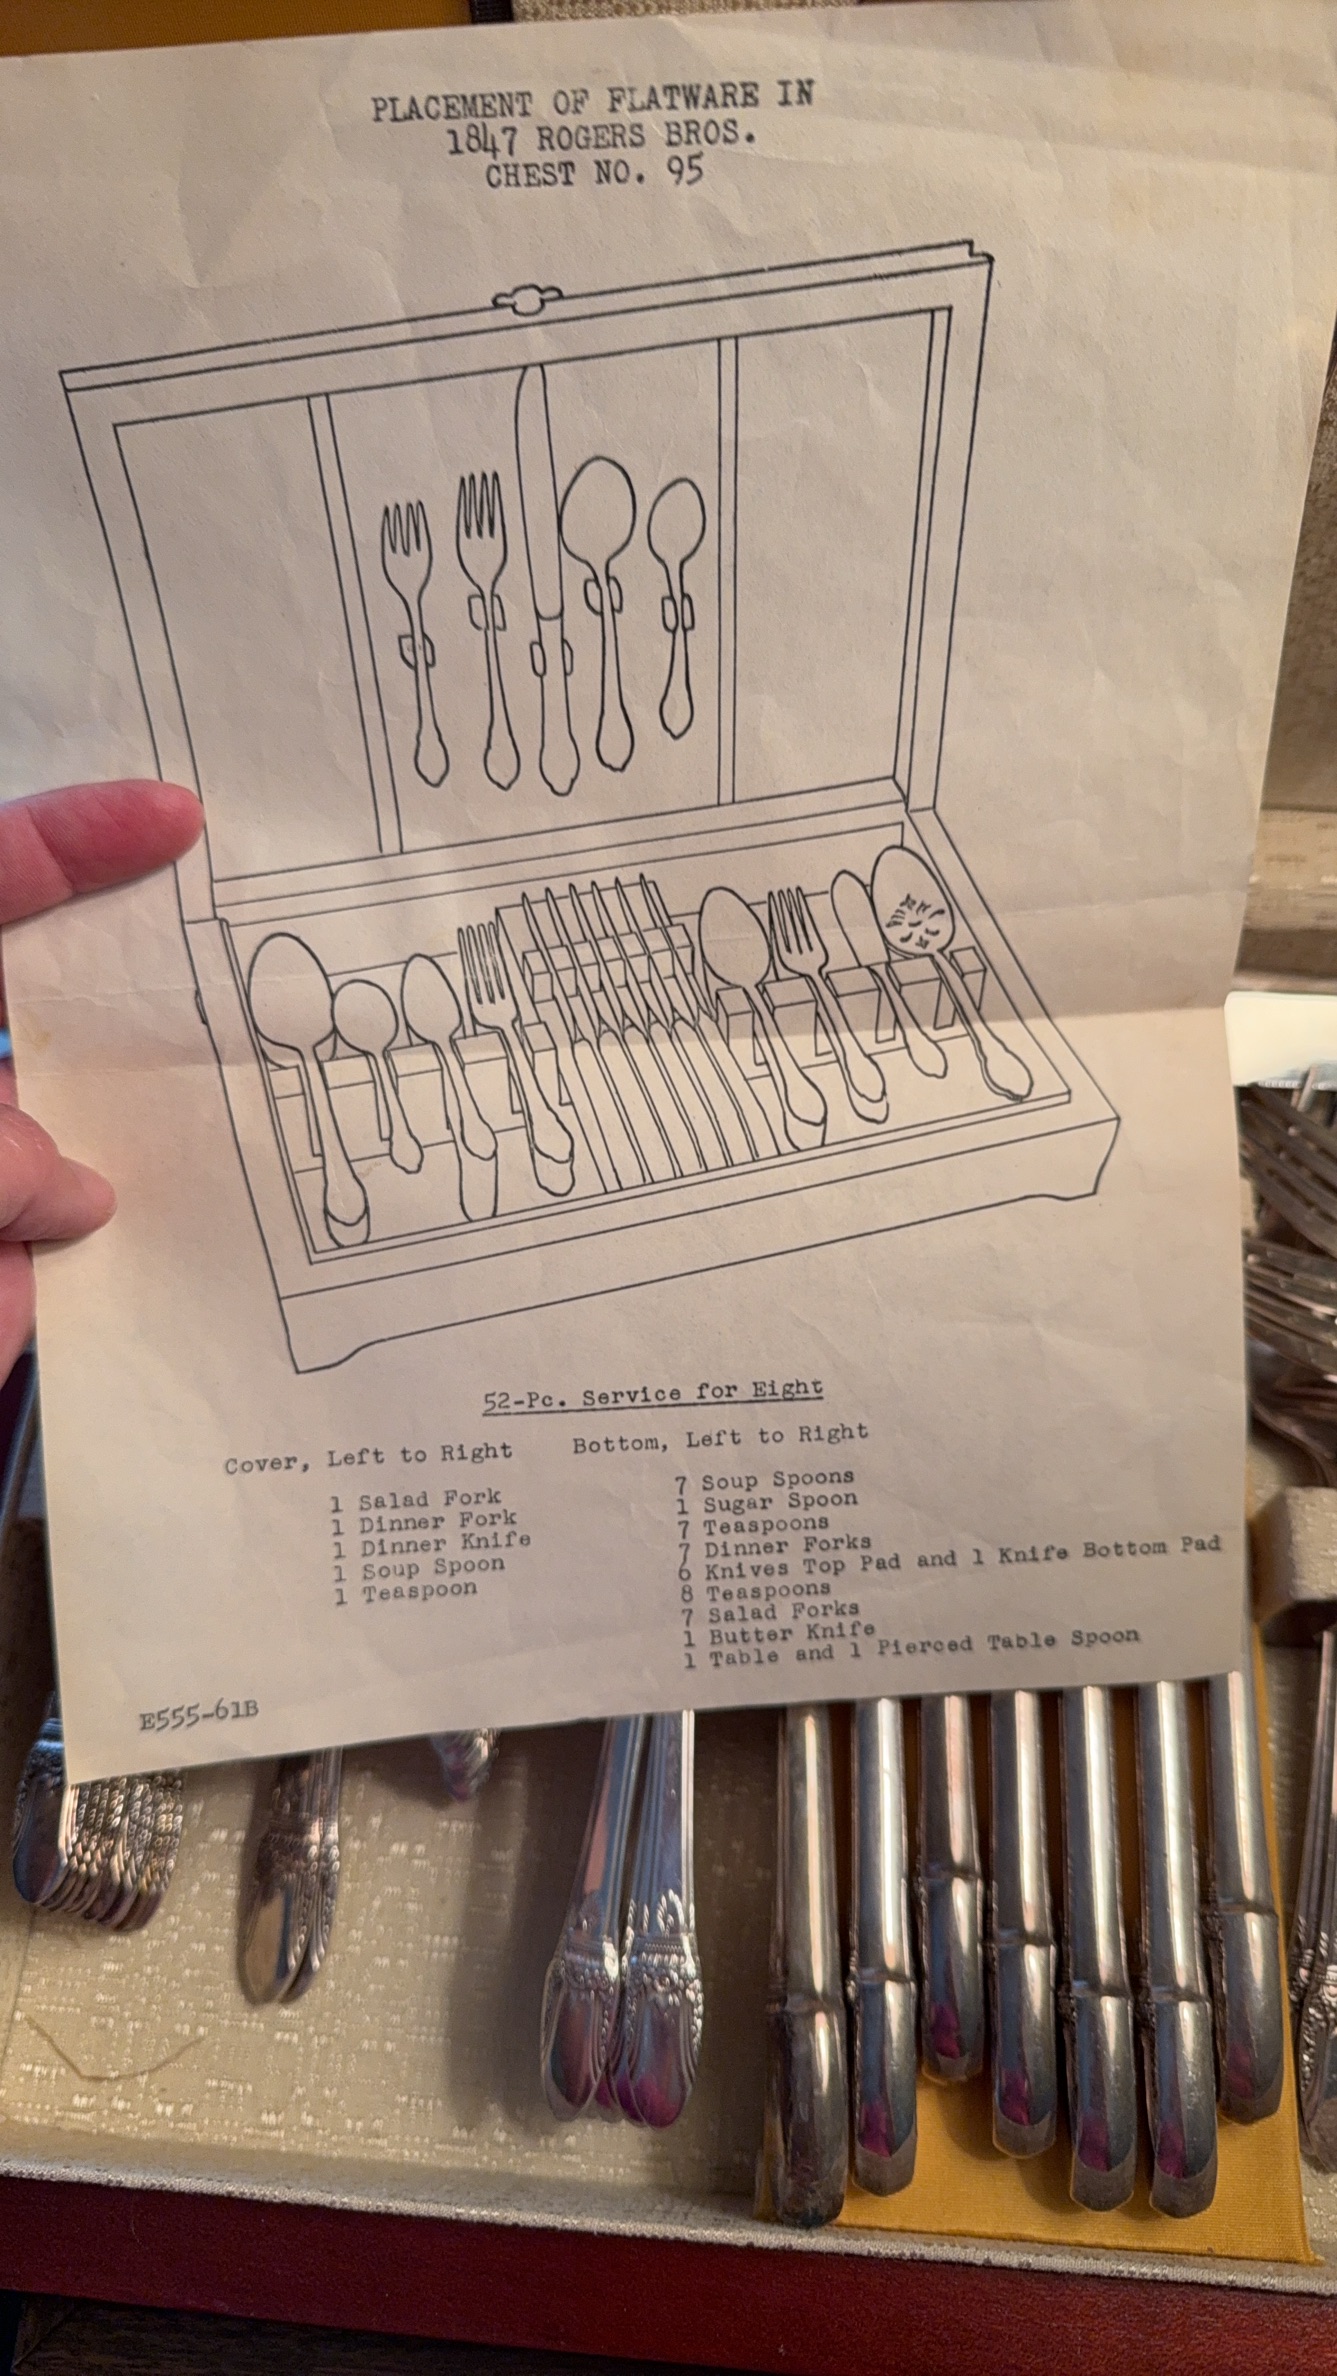 PLACEMENT OF FLATWARE IN
1847 ROGERS BROS.
CHEST NO. 95
52-Pc. Service for Eight
Cover, Left to Right
1 Salad Fork
1 Dinner Fork
1 Dinner Knife
1 Soup Spoon
1 Teaspoon
Bottom, Left to Right
7 Soup Spoons
1 Sugar Spoon
7 Teaspoons
7 Dinner Forks
6 Knives Top Pad and 1 Knife Bottom Pad
8 Teaspoons
7 Salad Forks
1 Butter Knife
1 Table and 1 Pierced Table Spoon
E555-61B